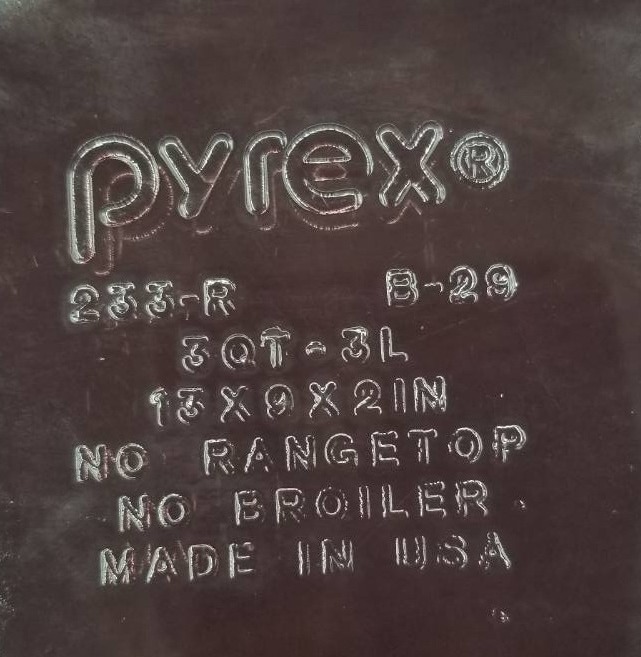 pyrex®
233-R B-29
3QT-3L
13X9X2IN
NO RANGETOP
NO BROILER
MADE IN USA